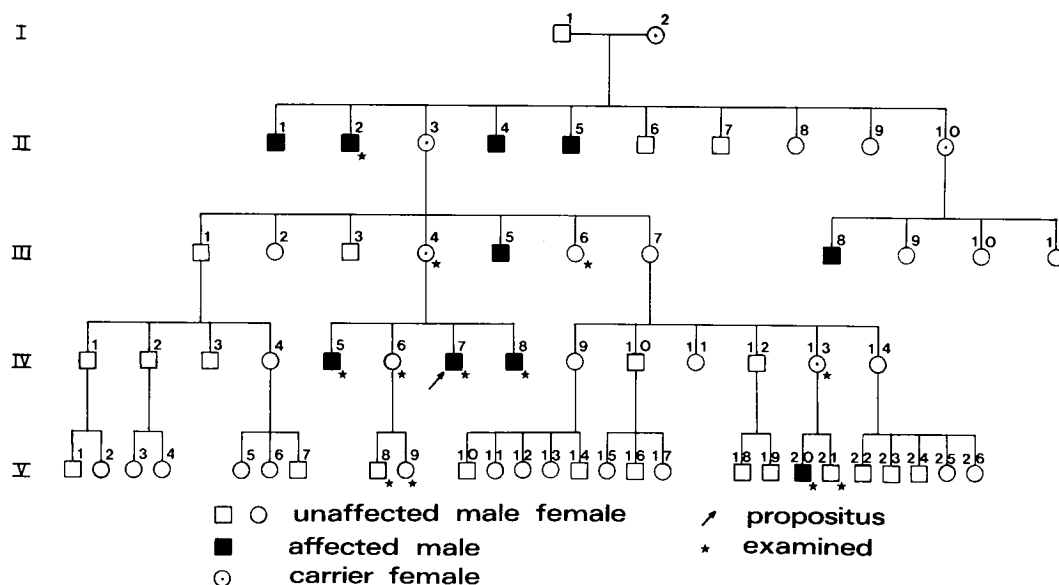 I
1 2
II
1 2 3 4 5 6 7 8 9 10
III
1 2 3 4 5 6 7 8 9 10 1
IV
1 2 3 4 5 6 7 8 9 10 11 12 13 14
V
1 2 3 4 5 6 7 8 9 10 11 12 13 14 15 16 17 18 19 20 21 22 23 24 25 26
unaffected male female
propositus
affected male
examined
carrier female